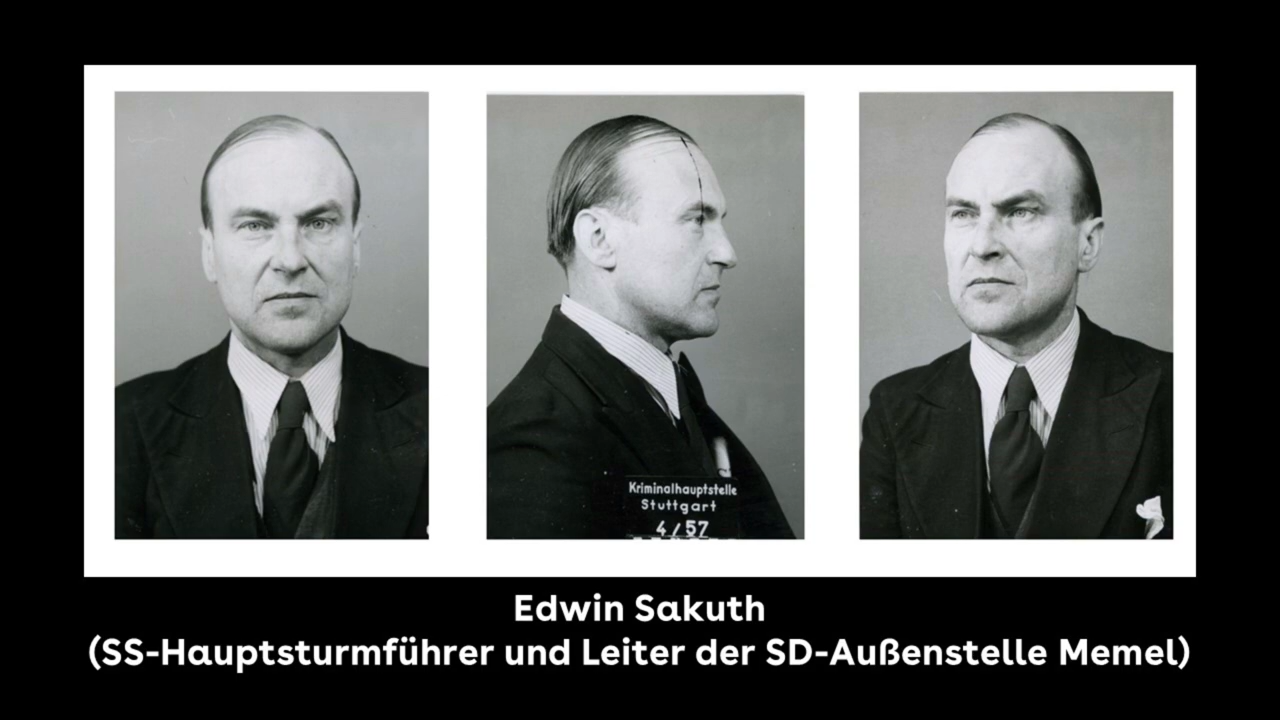 Kriminalhauptstelle
Stuttgart
4/57
Edwin Sakuth
(SS-Hauptsturmführer und Leiter der SD-Außenstelle Memel)